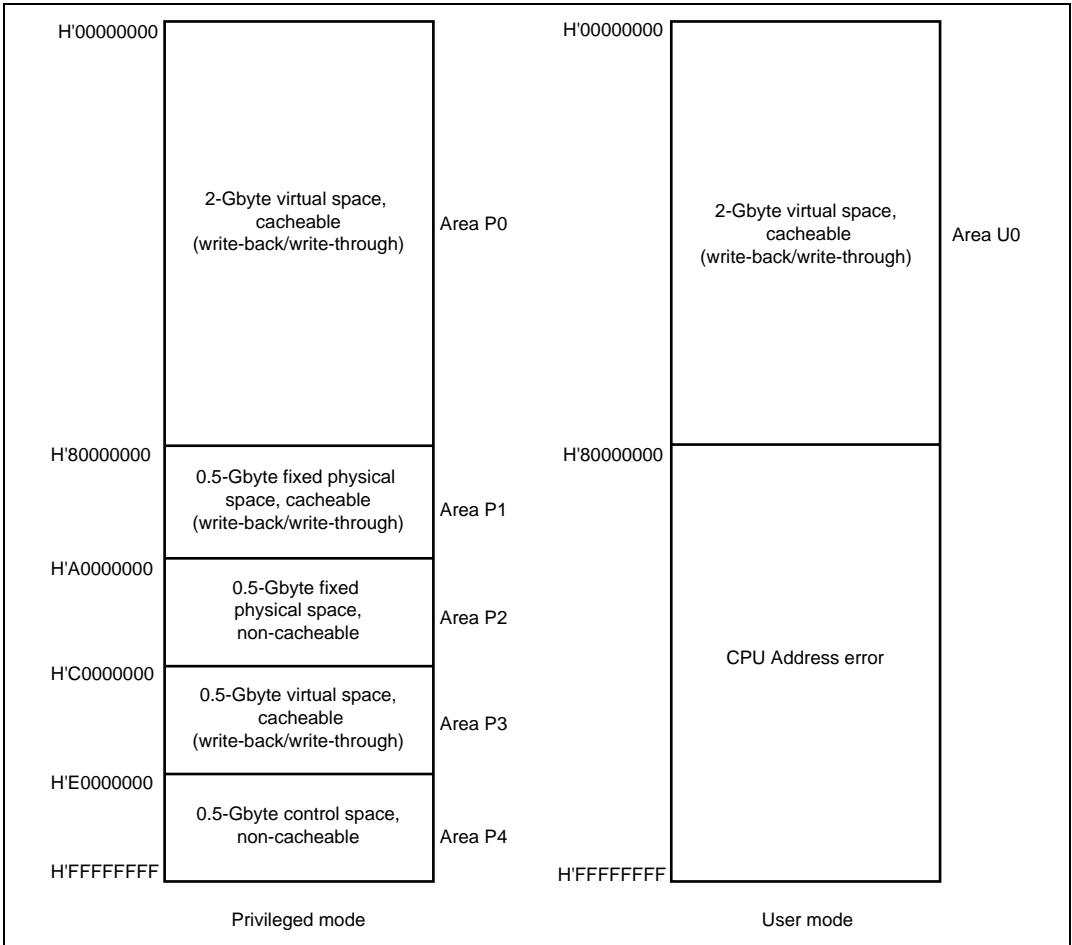 H'00000000
2-Gbyte virtual space,
cacheable
(write-back/write-through)
Area P0
H'80000000
0.5-Gbyte fixed physical
space, cacheable
(write-back/write-through)
Area P1
H'A0000000
0.5-Gbyte fixed
physical space,
non-cacheable
Area P2
H'C0000000
0.5-Gbyte virtual space,
cacheable
(write-back/write-through)
Area P3
H'E0000000
0.5-Gbyte control space,
non-cacheable
Area P4
H'FFFFFFFF
Privileged mode
H'00000000
2-Gbyte virtual space,
cacheable
(write-back/write-through)
Area U0
H'80000000
CPU Address error
H'FFFFFFFF
User mode